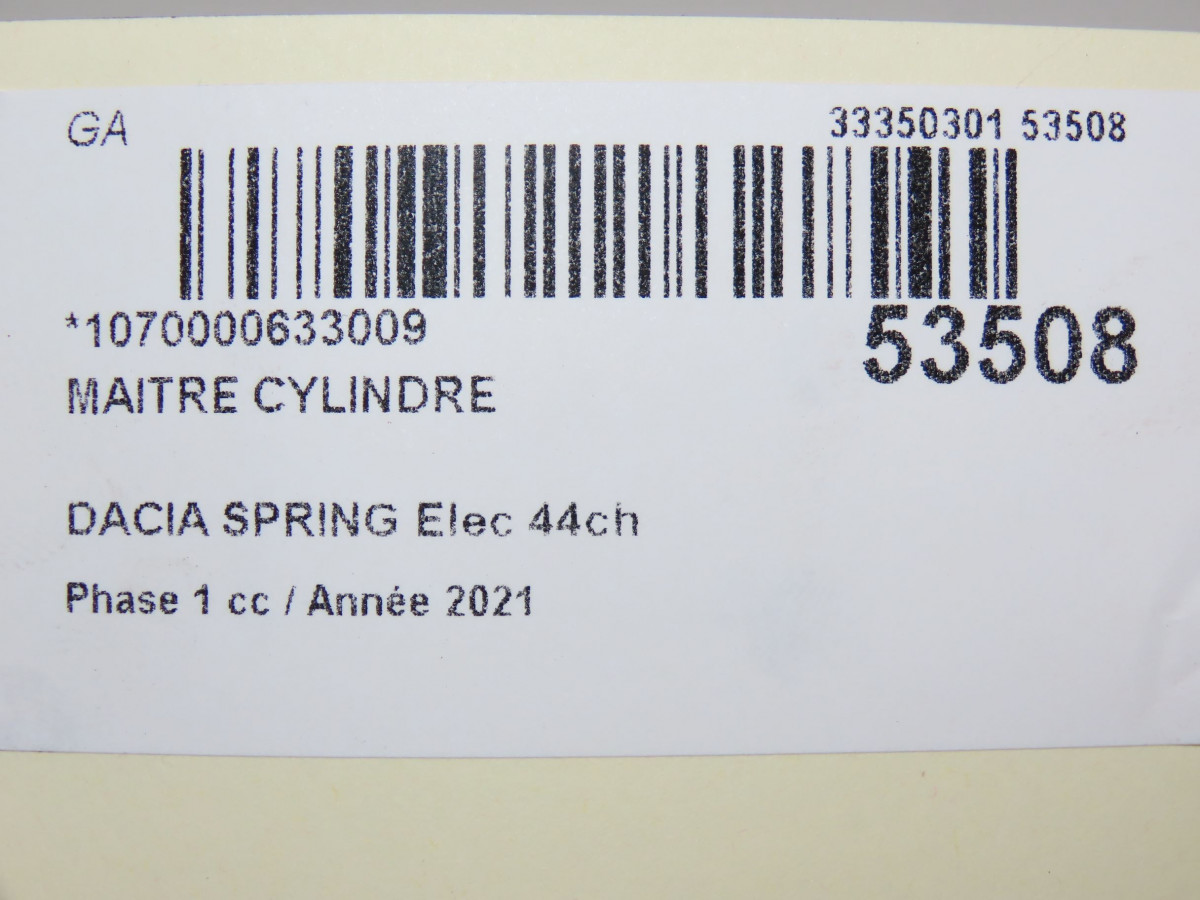 GA
33350301 53508
*1070000633009
53508
MAITRE CYLINDRE
DACIA SPRING Elec 44ch
Phase 1 cc / Année 2021